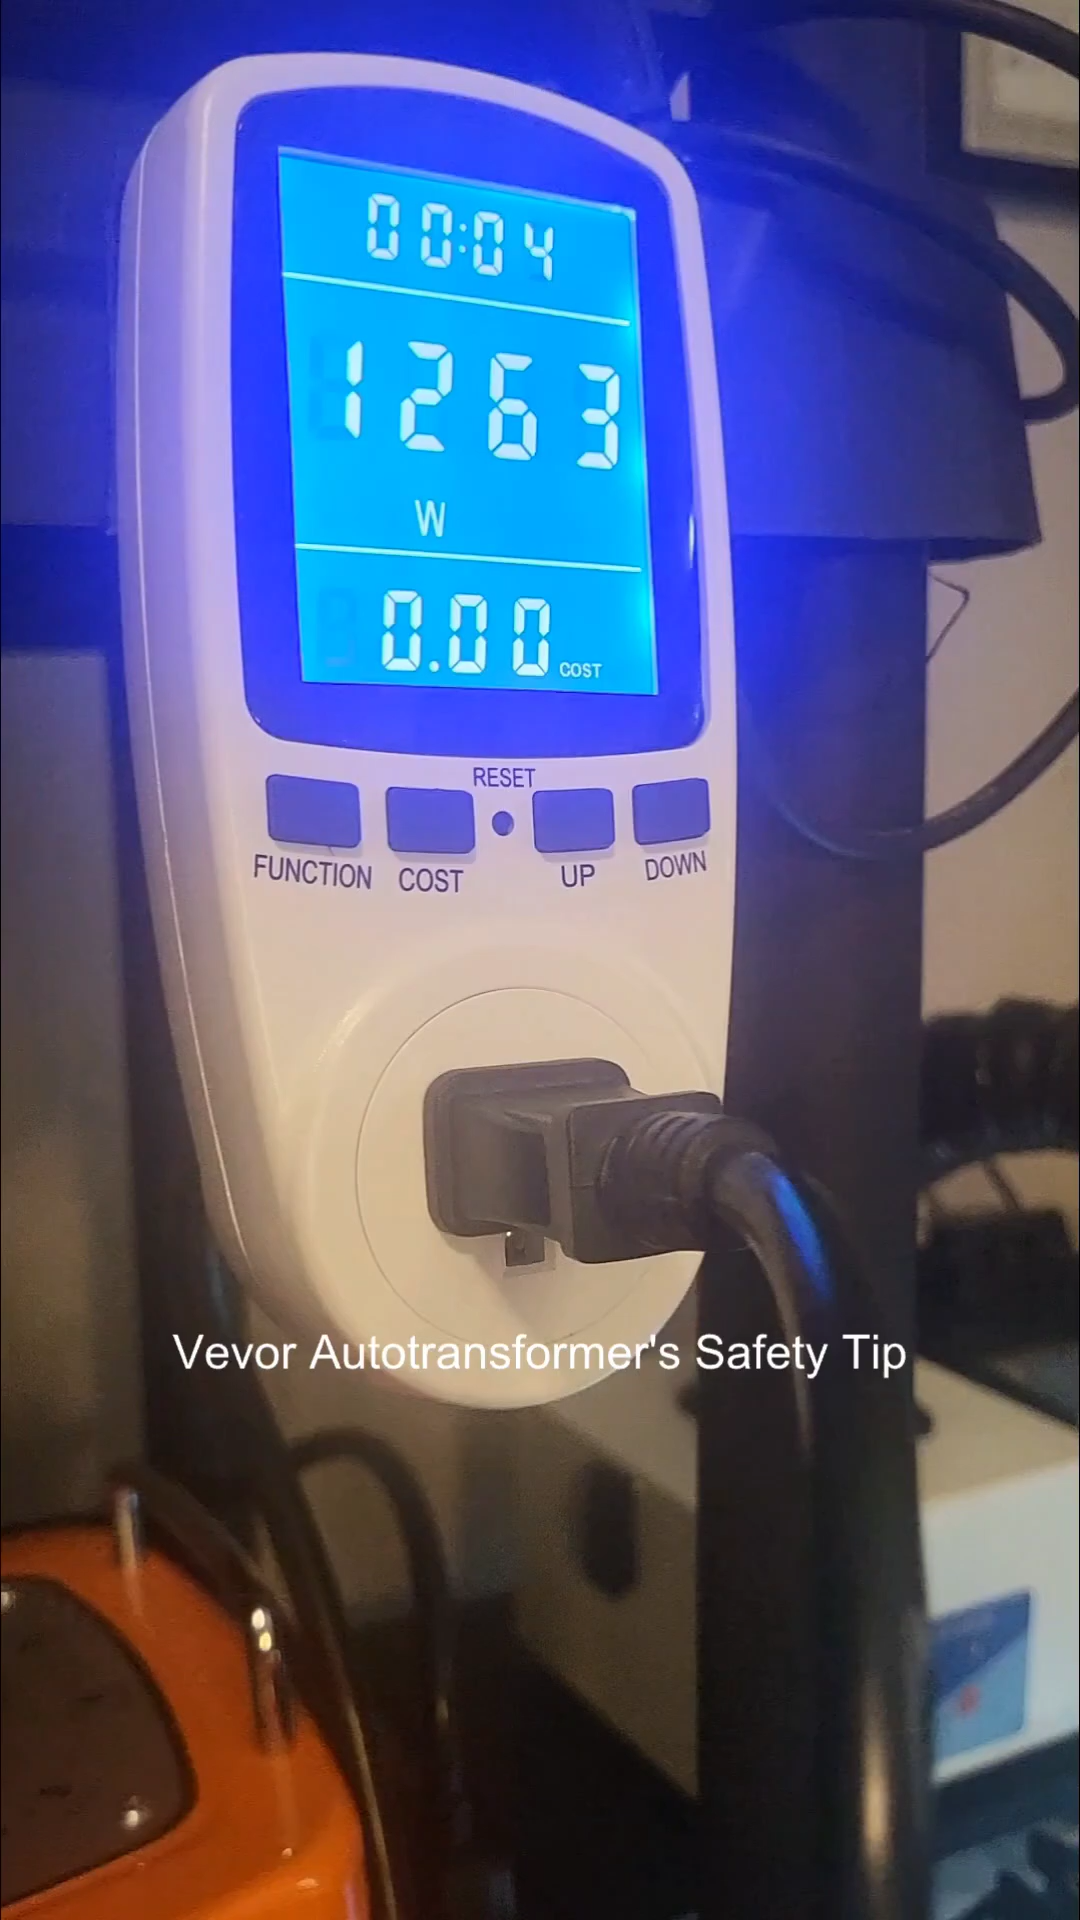 00:04
1263
W
0.00 COST
RESET
FUNCTION COST UP DOWN
Vevor Autotransformer's Safety Tip